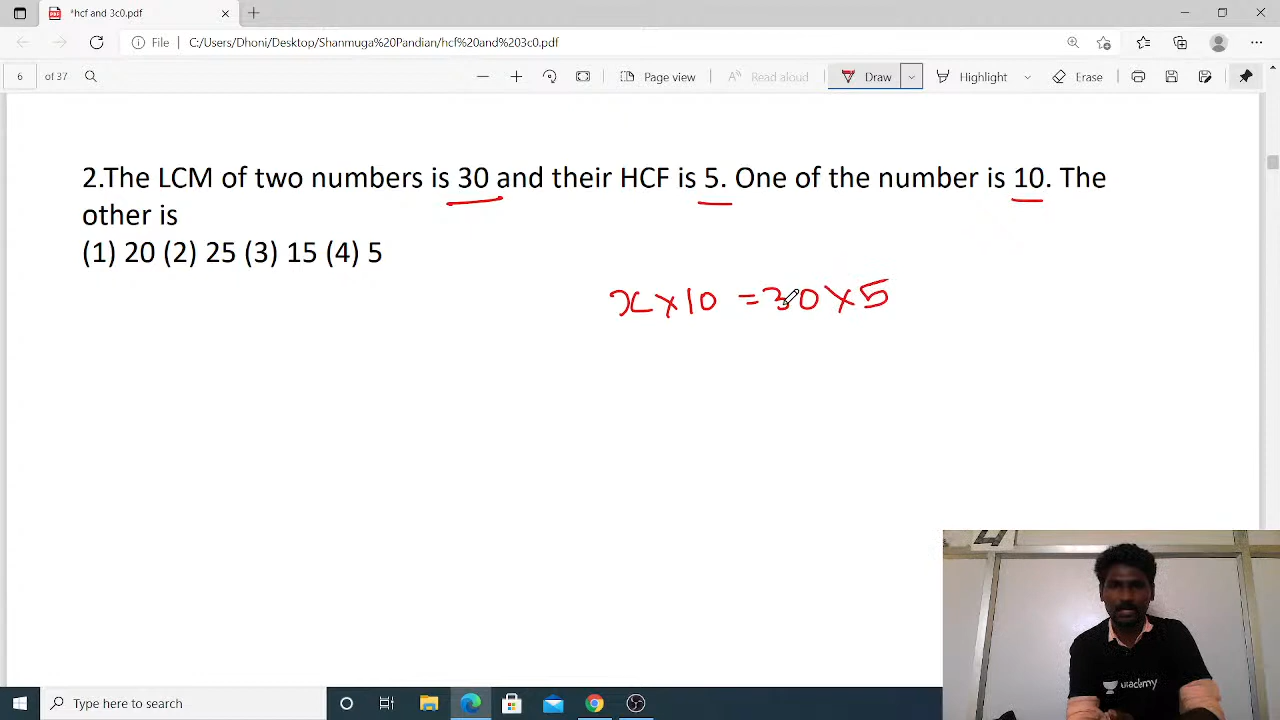 *hcf and 3c0.pdf
File C:/Users/Dhoni/Desktop/Shanmuga%20Pandian/hcf%20and%203c0.pdf
6 of 37 Page view Read aloud Draw Highlight Erase
2.The LCM of two numbers is 30 and their HCF is 5. One of the number is 10. The
other is
(1) 20 (2) 25 (3) 15 (4) 5
x×10 =30×5
Type here to search